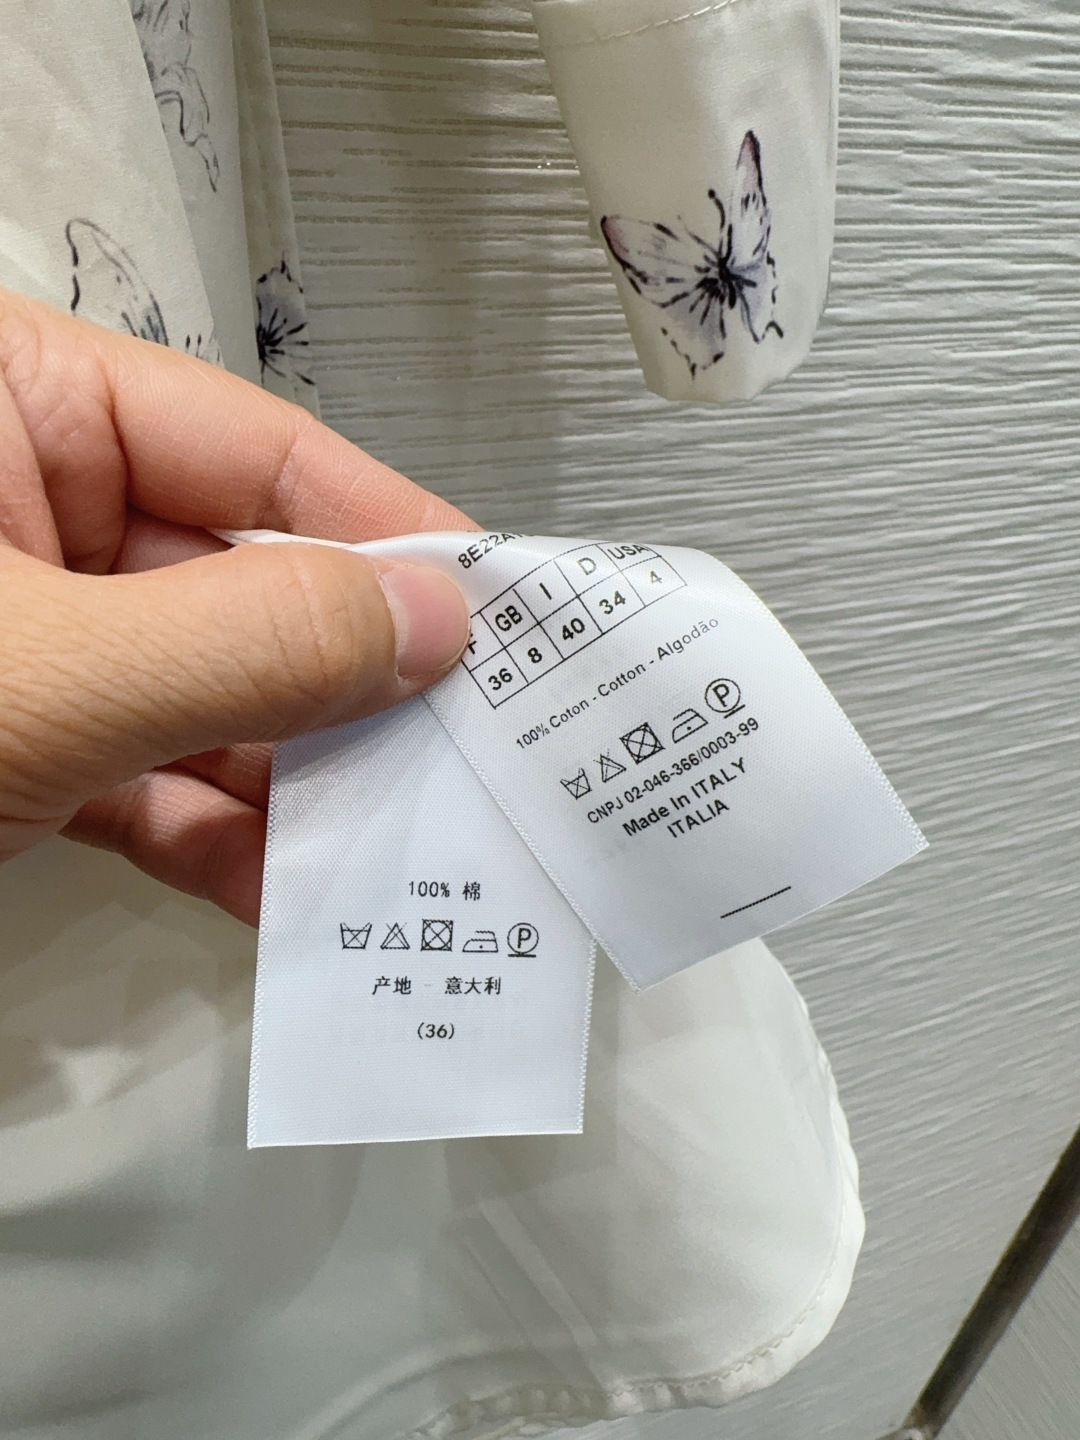 8E22A
F GB I D USA
36 8 40 34 4
100% Coton - Cotton - Algodão
P
CNPJ 02-046-366/0003-99
Made In ITALY
ITALIA
100% 棉
P
产地 - 意大利
(36)